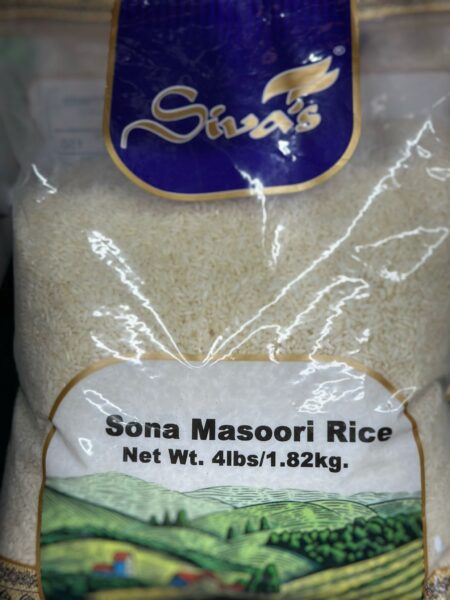 Siva's
®
Sona Masoori Rice
Net Wt. 4lbs/1.82kg.